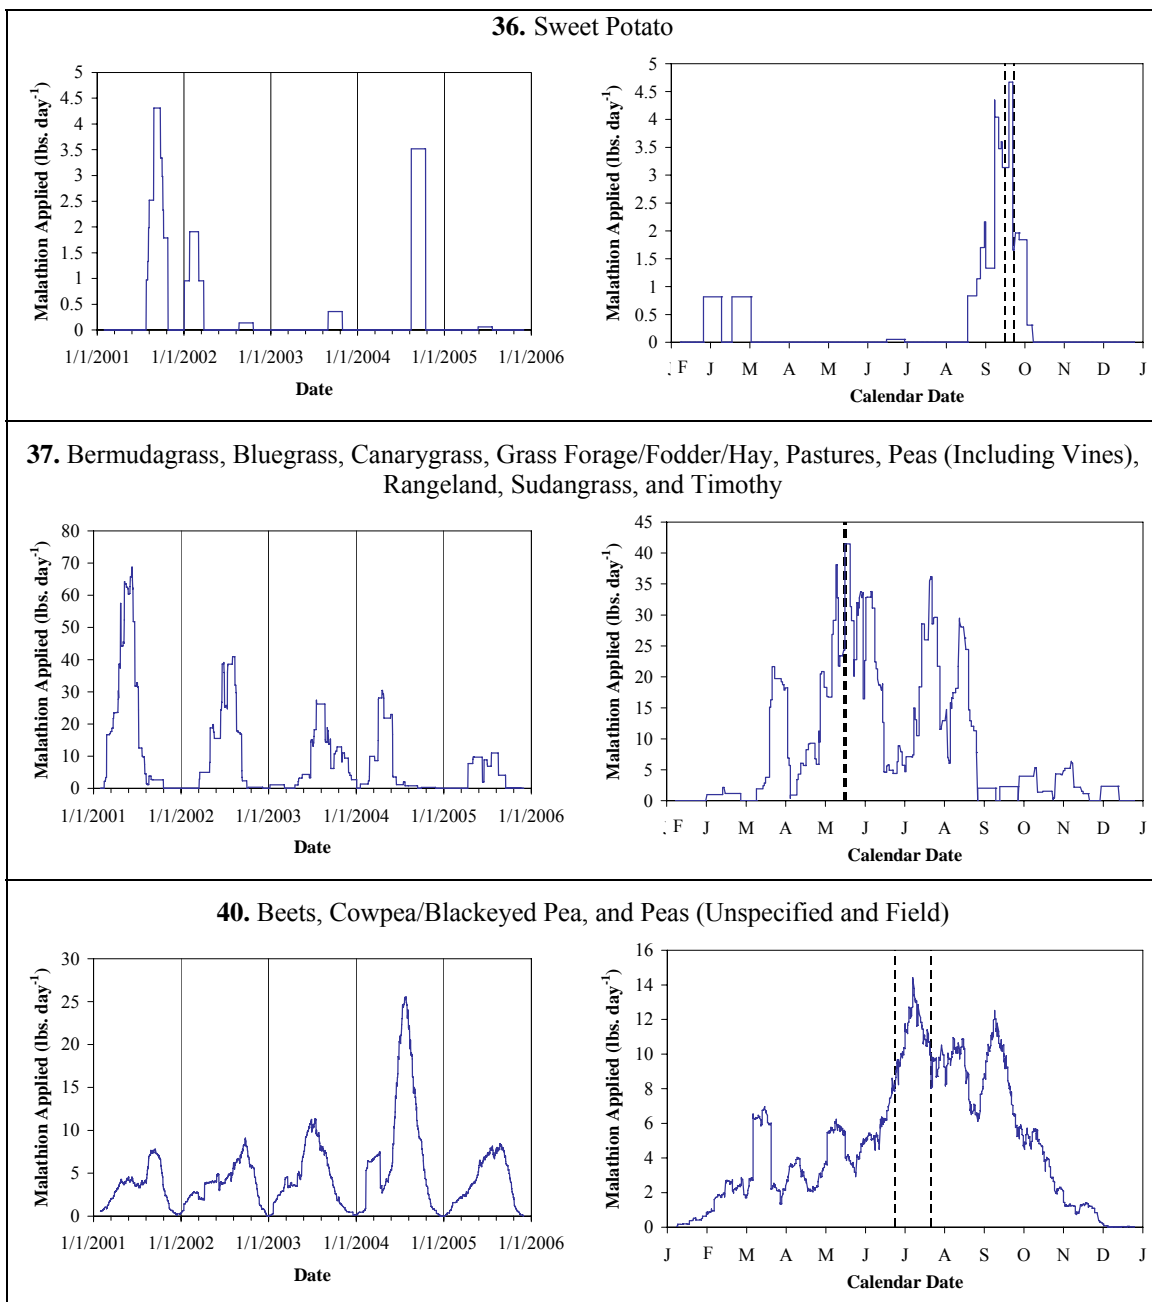 36. Sweet Potato
Malathion Applied (lbs. day-1)
5
4.5
4
3.5
3
2.5
2
1.5
1
0.5
0
1/1/2001 1/1/2002 1/1/2003 1/1/2004 1/1/2005 1/1/2006
Date
Malathion Applied (lbs. day-1)
5
4.5
4
3.5
3
2.5
2
1.5
1
0.5
0
F J M A M J J A S O N D J
Calendar Date
37. Bermudagrass, Bluegrass, Canarygrass, Grass Forage/Fodder/Hay, Pastures, Peas (Including Vines),
Rangeland, Sudangrass, and Timothy
Malathion Applied (lbs. day-1)
80
70
60
50
40
30
20
10
0
1/1/2001 1/1/2002 1/1/2003 1/1/2004 1/1/2005 1/1/2006
Date
Malathion Applied (lbs. day-1)
45
40
35
30
25
20
15
10
5
0
F J M A M J J A S O N D J
Calendar Date
40. Beets, Cowpea/Blackeyed Pea, and Peas (Unspecified and Field)
Malathion Applied (lbs. day-1)
30
25
20
15
10
5
0
1/1/2001 1/1/2002 1/1/2003 1/1/2004 1/1/2005 1/1/2006
Date
Malathion Applied (lbs. day-1)
16
14
12
10
8
6
4
2
0
J F M A M J J A S O N D J
Calendar Date